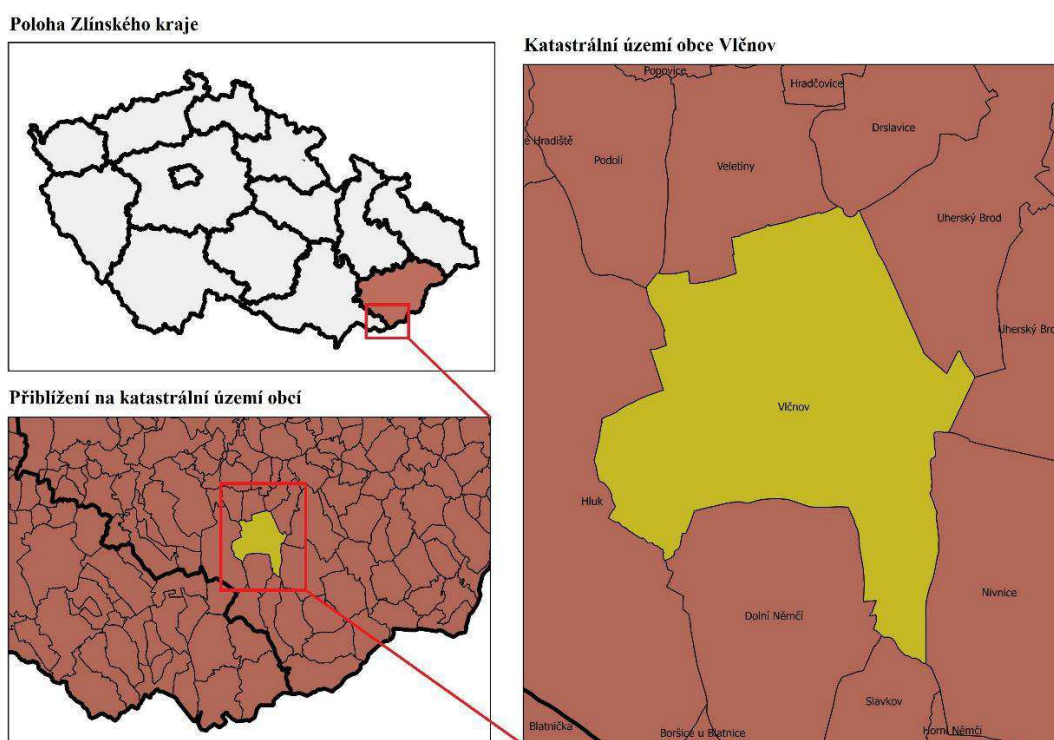 Poloha Zlínského kraje
Katastrální území obce Vlčnov
Popovice
Hradčovice
Drslavice
é Hradiště
Podolí
Veletiny
Uherský Brod
Uherský Bro
Přiblížení na katastrální území obcí
Vlčnov
Hluk
Nivnice
Dolní Němčí
Slavkov
Blatnička
Boršice u Blatnice
Horní Němčí